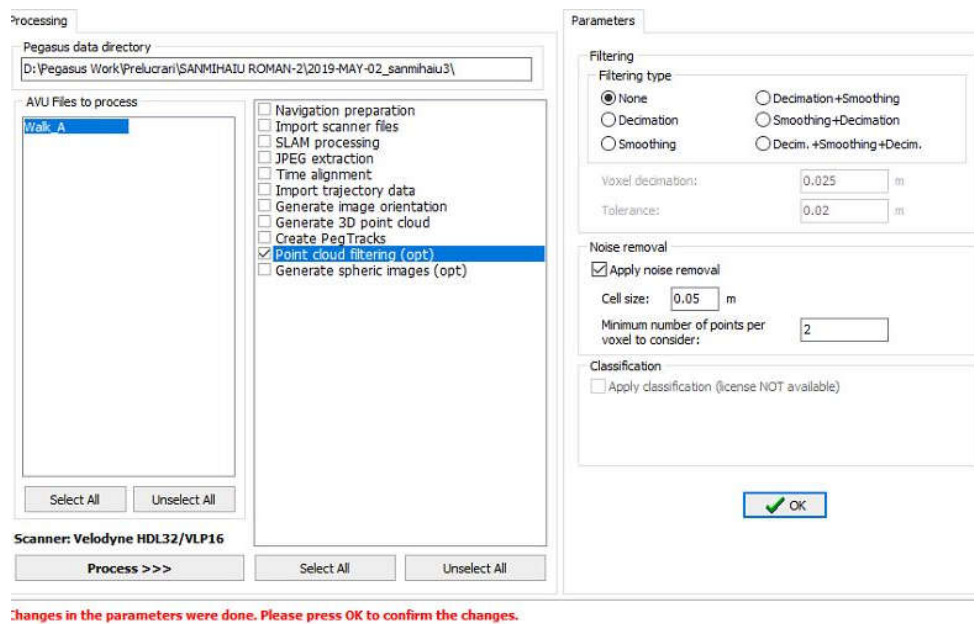 Processing
Pegasus data directory
D:\Pegasus Work\Prelucrari\SANMIHAIU ROMAN-2\2019-MAY-02_sanmihaiu3\
AVU Files to process
Walk_A
Select All
Unselect All
Scanner: Velodyne HDL32/VLP16
Process >>>
Navigation preparation
Import scanner files
SLAM processing
JPEG extraction
Time alignment
Import trajectory data
Generate image orientation
Generate 3D point cloud
Create PegTracks
Point cloud filtering (opt)
Generate spheric images (opt)
Select All
Unselect All
Parameters
Filtering
Filtering type
None
Decimation+Smoothing
Decimation
Smoothing+Decimation
Smoothing
Decim. +Smoothing+Decim.
Voxel decimation: 0.025 m
Tolerance: 0.02 m
Noise removal
Apply noise removal
Cell size: 0.05 m
Minimum number of points per
voxel to consider: 2
Classification
Apply classification (license NOT available)
OK
Changes in the parameters were done. Please press OK to confirm the changes.